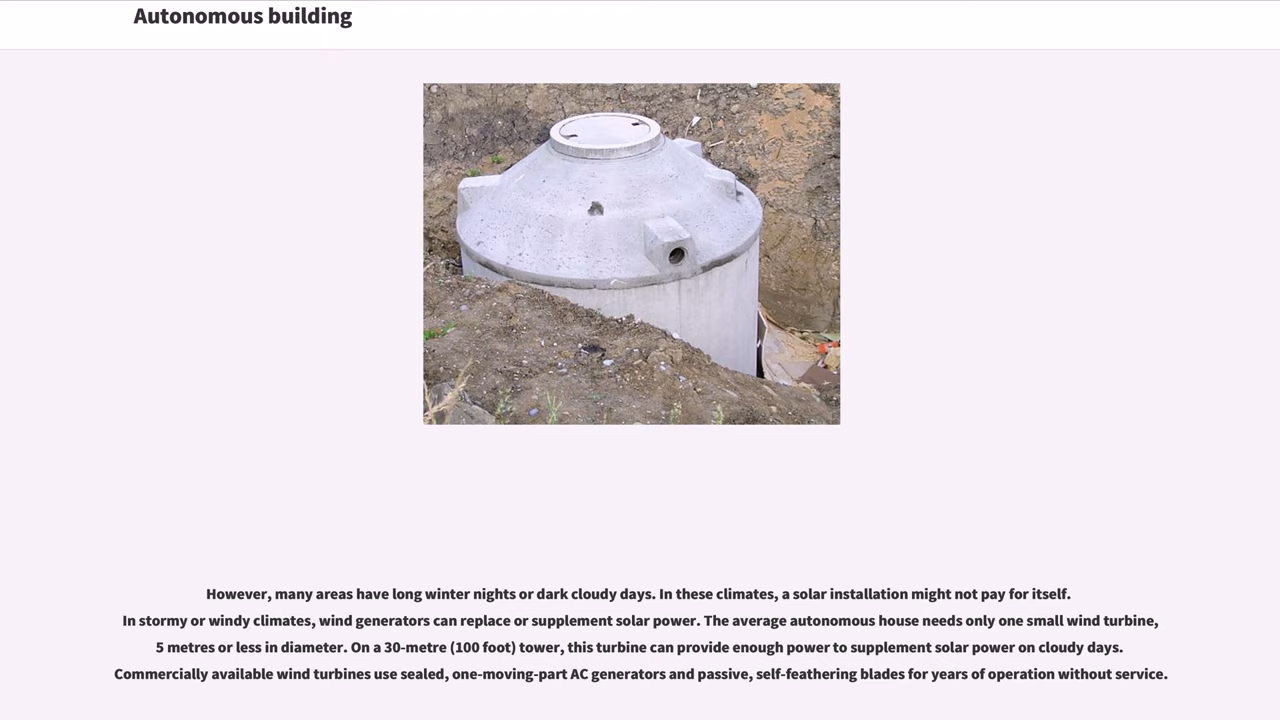 Autonomous building
However, many areas have long winter nights or dark cloudy days. In these climates, a solar installation might not pay for itself.
In stormy or windy climates, wind generators can replace or supplement solar power. The average autonomous house needs only one small wind turbine,
5 metres or less in diameter. On a 30-metre (100 foot) tower, this turbine can provide enough power to supplement solar power on cloudy days.
Commercially available wind turbines use sealed, one-moving-part AC generators and passive, self-feathering blades for years of operation without service.